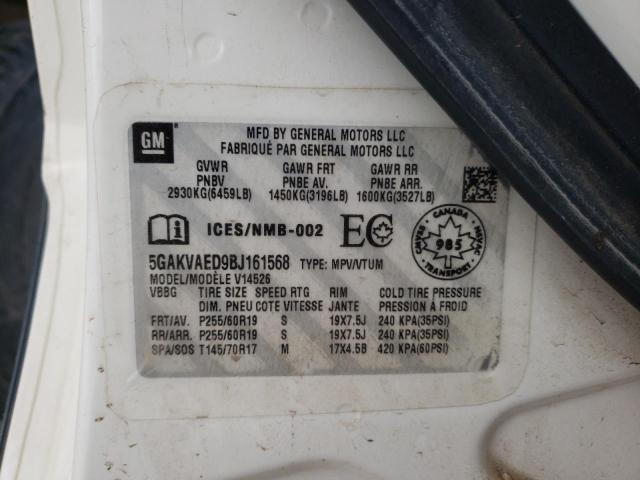 GM
MFD BY GENERAL MOTORS LLC
FABRIQUÉ PAR GENERAL MOTORS LLC
GVWR GAWR FRT GAWR RR
PNBV PNBE AV. PNBE ARR.
2930KG(6459LB) 1450KG(3196LB) 1600KG(3527LB)
ICES/NMB-002 EC
CANADA
CMVSS 985 NSVAC
TRANSPORT
5GAKVAED9BJ161568 TYPE: MPV/VTUM
MODEL/MODÈLE V14526
VBBG TIRE SIZE SPEED RTG RIM COLD TIRE PRESSURE
DIM. PNEU COTE VITESSE JANTE PRESSION À FROID
FRT/AV. P255/60R19 S 19X7.5J 240 KPA(35PSI)
RR/ARR. P255/60R19 S 19X7.5J 240 KPA(35PSI)
SPA/SOS T145/70R17 M 17X4.5B 420 KPA(60PSI)